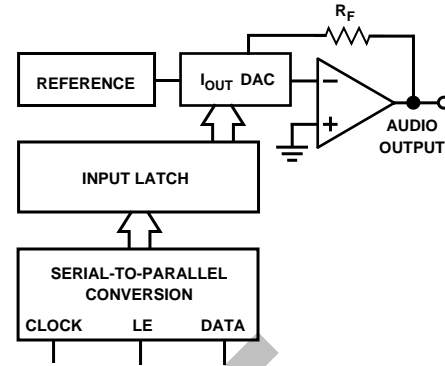 R_F
REFERENCE
I_OUT DAC
−
+
AUDIO
OUTPUT
INPUT LATCH
SERIAL-TO-PARALLEL
CONVERSION
CLOCK LE DATA